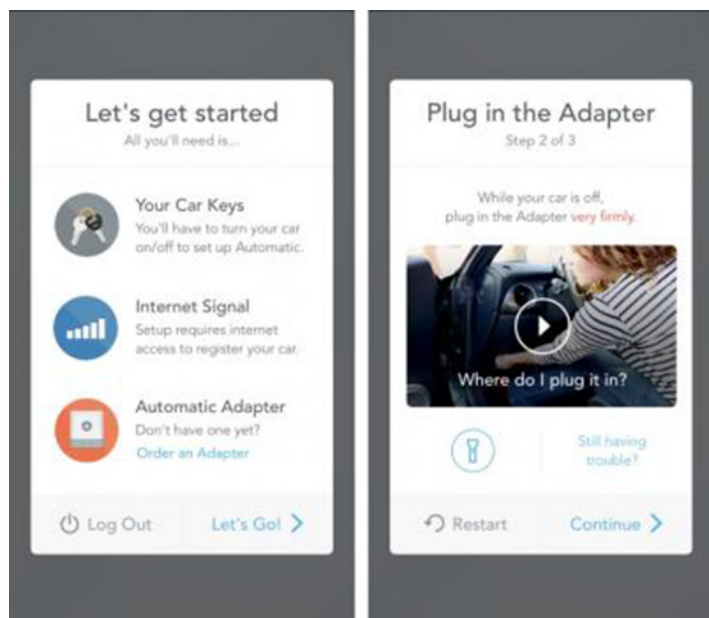 Let's get started
All you'll need is...
Your Car Keys
You'll have to turn your car
on/off to set up Automatic.
Internet Signal
Setup requires internet
access to register your car.
Automatic Adapter
Don't have one yet?
Order an Adapter
Log Out
Let's Go!
Plug in the Adapter
Step 2 of 3
While your car is off,
plug in the Adapter very firmly.
Where do I plug it in?
Still having
trouble?
Restart
Continue